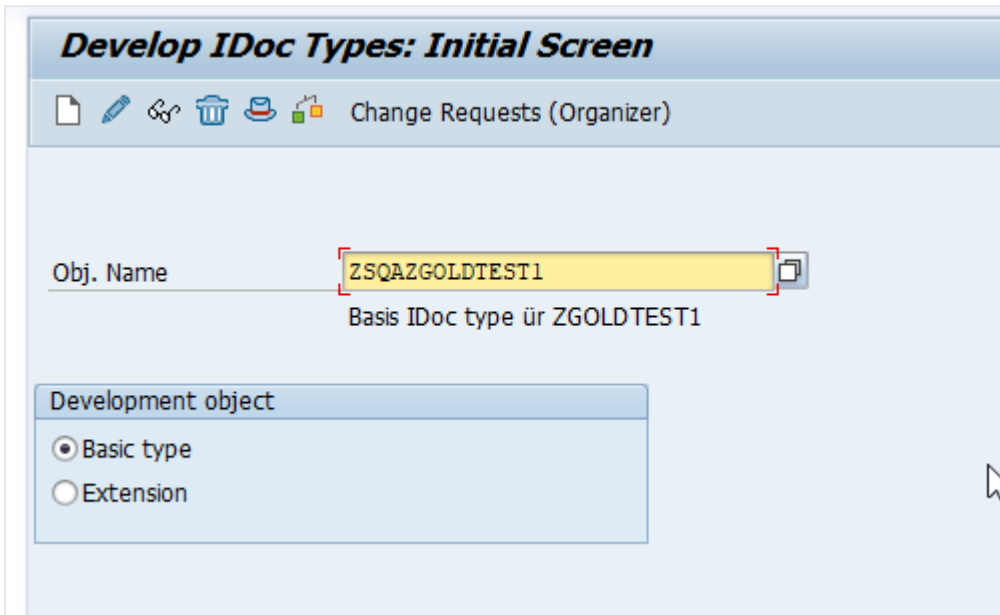 Develop IDoc Types: Initial Screen
Change Requests (Organizer)
Obj. Name ZSQAZGOLDTEST1
Basis IDoc type ür ZGOLDTEST1
Development object
Basic type
Extension